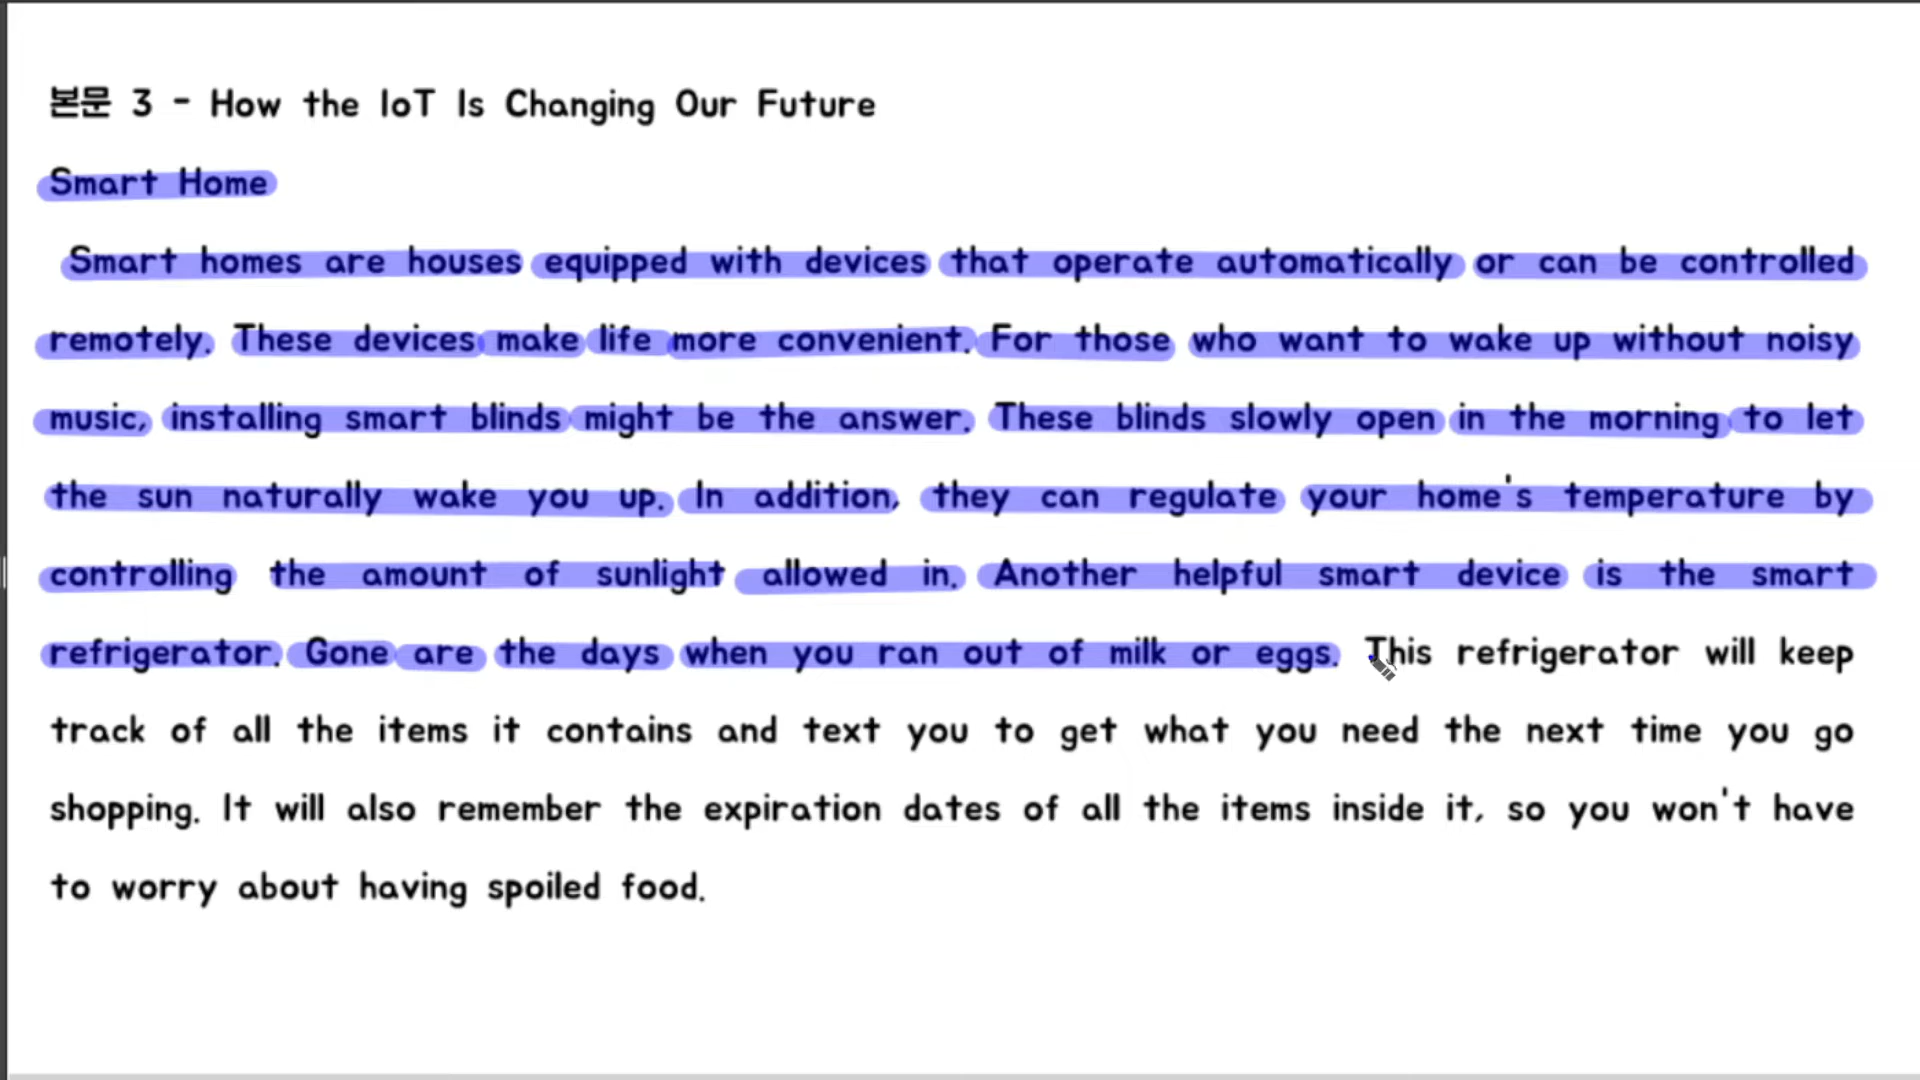 본문 3 - How the IoT Is Changing Our Future
Smart Home
Smart homes are houses equipped with devices that operate automatically or can be controlled
remotely. These devices make life more convenient. For those who want to wake up without noisy
music, installing smart blinds might be the answer. These blinds slowly open in the morning to let
the sun naturally wake you up. In addition, they can regulate your home's temperature by
controlling the amount of sunlight allowed in. Another helpful smart device is the smart
refrigerator. Gone are the days when you ran out of milk or eggs. This refrigerator will keep
track of all the items it contains and text you to get what you need the next time you go
shopping. It will also remember the expiration dates of all the items inside it, so you won't have
to worry about having spoiled food.